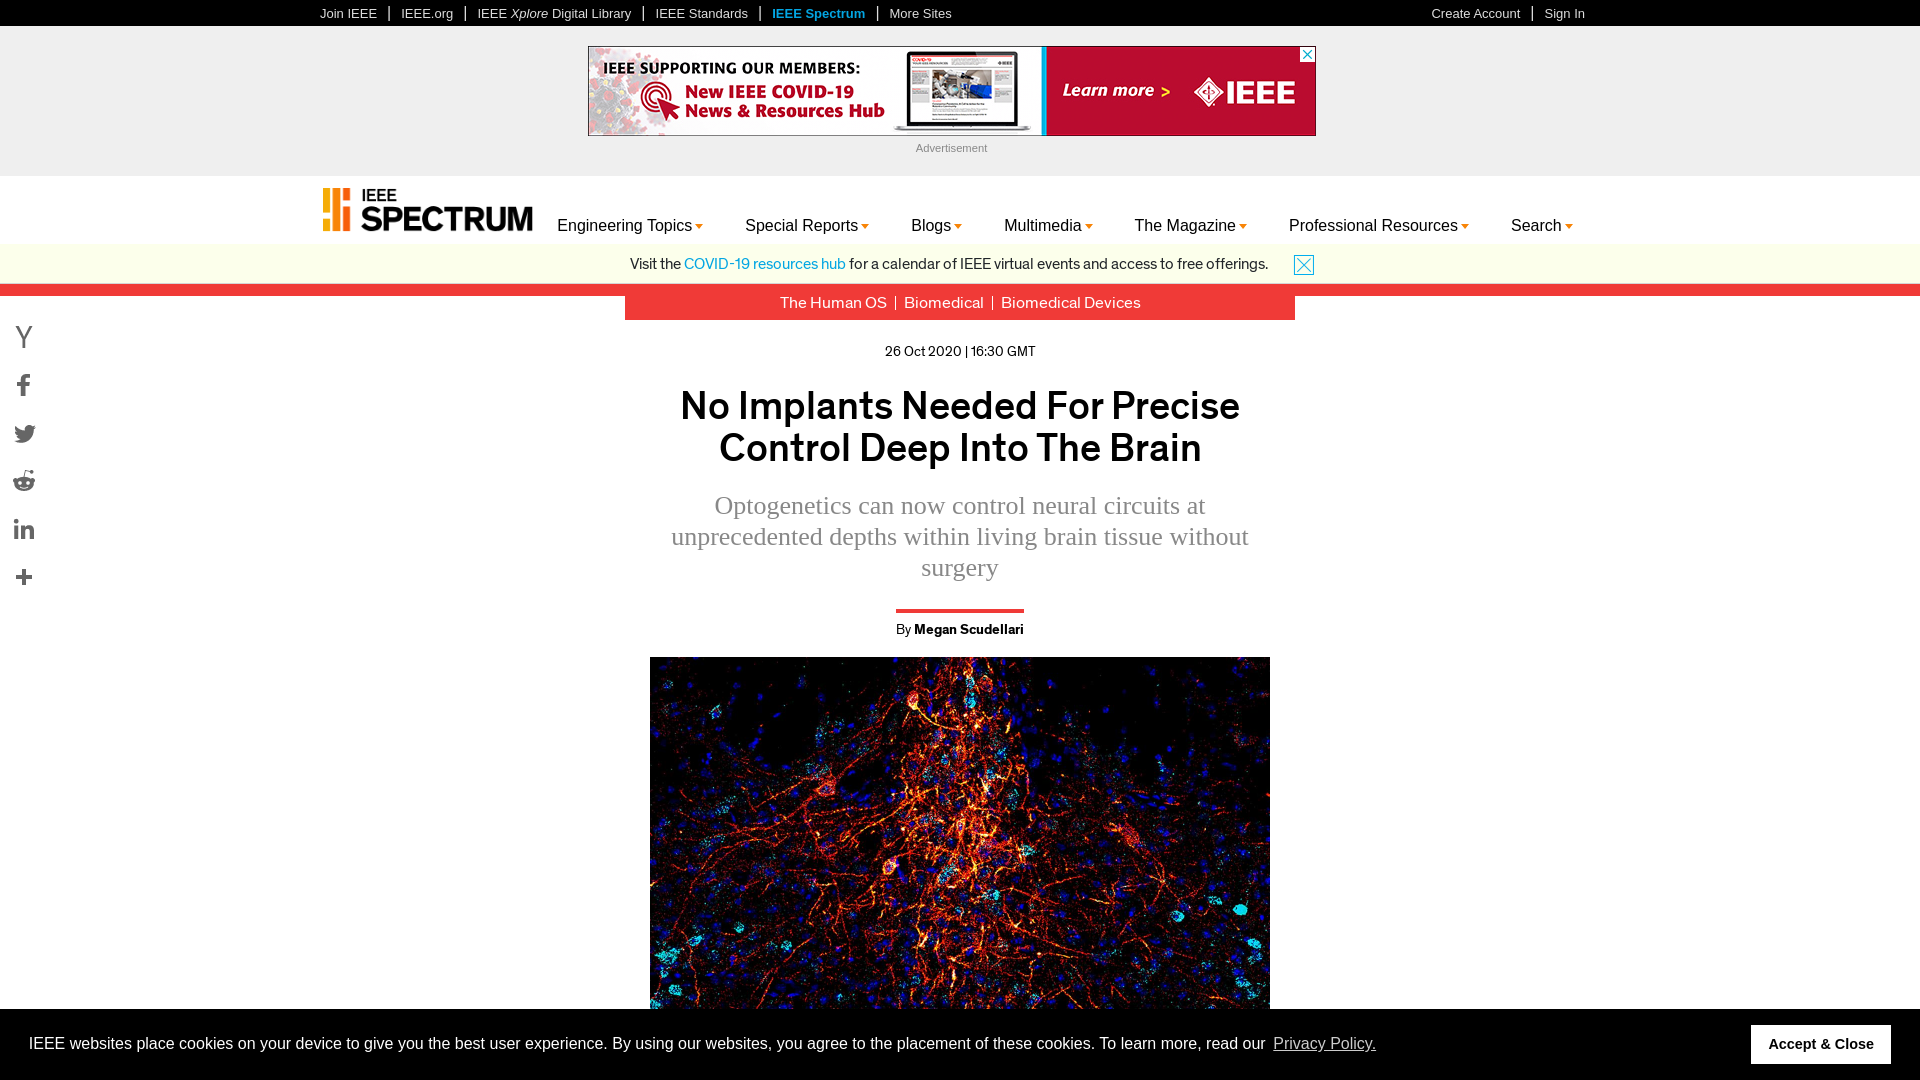 Join IEEE | IEEE.org | IEEE Xplore Digital Library | IEEE Standards | IEEE Spectrum | More Sites
Create Account | Sign In
IEEE SUPPORTING OUR MEMBERS:
New IEEE COVID-19
News & Resources Hub
Learn more >
IEEE
Advertisement
IEEE
SPECTRUM
Engineering Topics Special Reports Blogs Multimedia The Magazine Professional Resources Search
Visit the COVID-19 resources hub for a calendar of IEEE virtual events and access to free offerings.
The Human OS | Biomedical | Biomedical Devices
26 Oct 2020 | 16:30 GMT
No Implants Needed For Precise
Control Deep Into The Brain
Optogenetics can now control neural circuits at
unprecedented depths within living brain tissue without
surgery
By Megan Scudellari
IEEE websites place cookies on your device to give you the best user experience. By using our websites, you agree to the placement of these cookies. To learn more, read our Privacy Policy.
Accept & Close